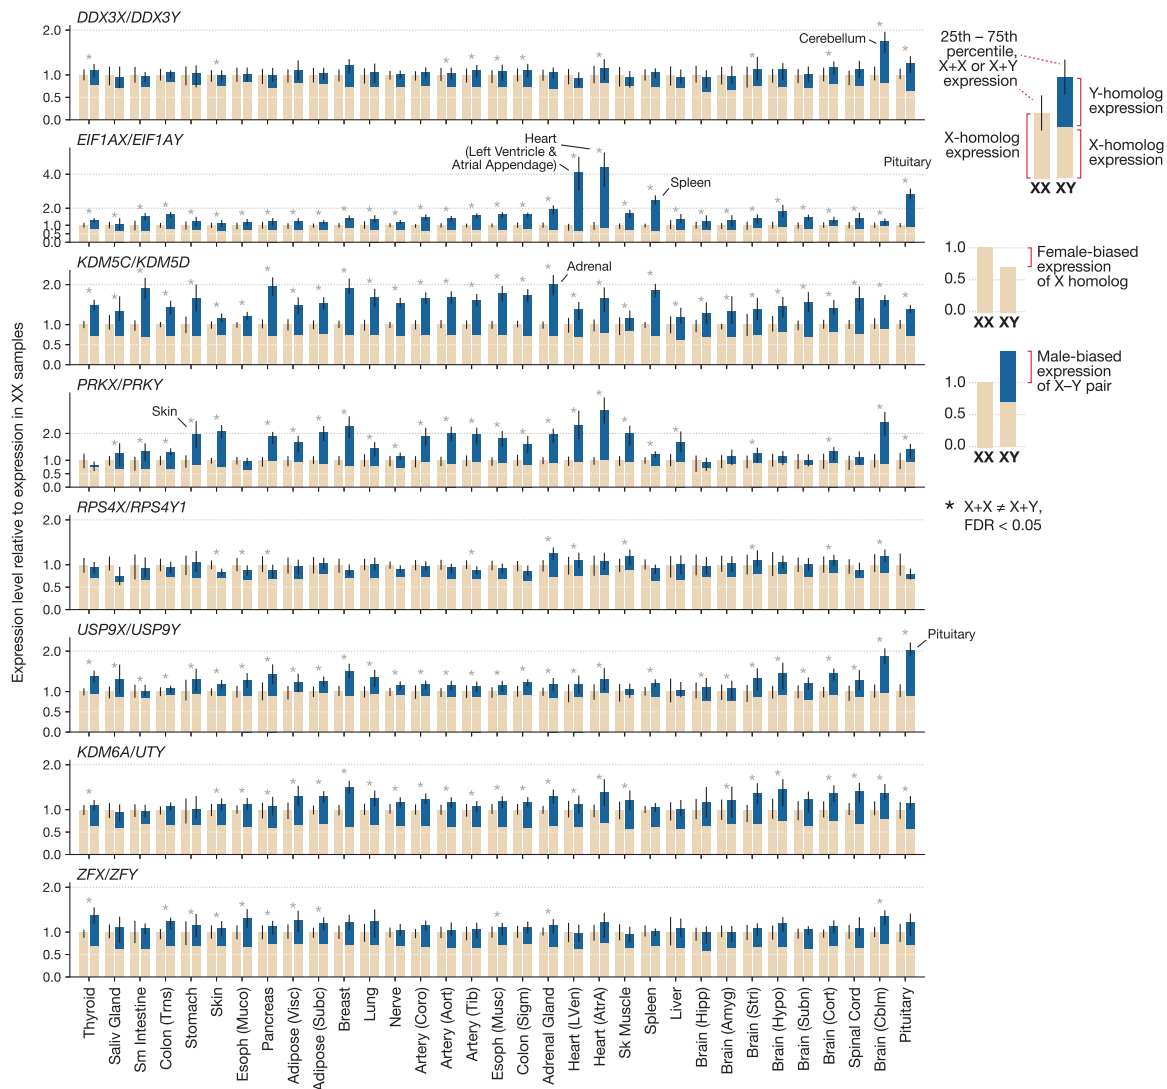 Expression level relative to expression in XX samples
DDX3X/DDX3Y
2.0
1.0
0.5
0.0
Cerebellum
EIF1AX/EIF1AY
4.0
2.0
1.0
0.5
0.0
Heart
(Left Ventricle &
Atrial Appendage)
Spleen
Pituitary
KDM5C/KDM5D
2.0
1.0
0.5
0.0
Adrenal
PRKX/PRKY
2.0
1.0
0.5
0.0
Skin
RPS4X/RPS4Y1
2.0
1.0
0.5
0.0
USP9X/USP9Y
2.0
1.0
0.5
0.0
Pituitary
KDM6A/UTY
2.0
1.0
0.5
0.0
ZFX/ZFY
2.0
1.0
0.5
0.0
Thyroid
Saliv Gland
Sm Intestine
Colon (Trns)
Stomach
Skin
Esoph (Muco)
Pancreas
Adipose (Visc)
Adipose (Subc)
Breast
Lung
Nerve
Artery (Coro)
Artery (Aort)
Artery (Tib)
Esoph (Musc)
Colon (Sigm)
Adrenal Gland
Heart (LVen)
Heart (AtrA)
Sk Muscle
Spleen
Liver
Brain (Hipp)
Brain (Amyg)
Brain (Stri)
Brain (Hypo)
Brain (Subn)
Brain (Cort)
Spinal Cord
Brain (Cblm)
Pituitary
25th – 75th
percentile,
X+X or X+Y
expression
X-homolog
expression
Y-homolog
expression
X-homolog
expression
XX XY
1.0
0.5
0.0
XX XY
Female-biased
expression
of X homolog
1.0
0.5
0.0
XX XY
Male-biased
expression
of X–Y pair
* X+X ≠ X+Y,
FDR < 0.05